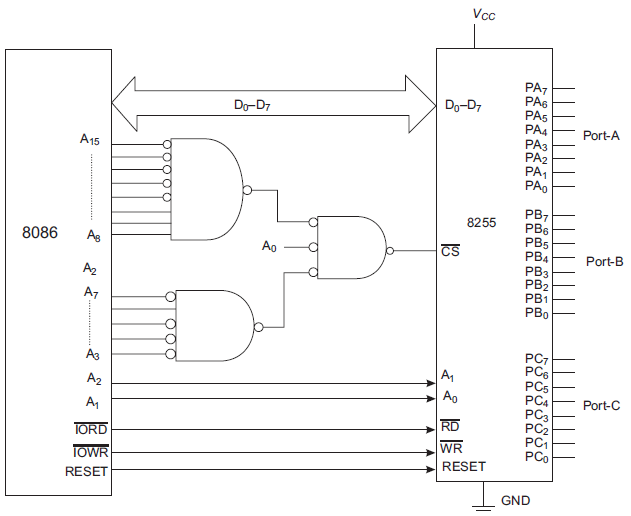 VCC
D0–D7
D0–D7
A15
A8
A2
A7
A3
A2
A1
IORD
IOWR
RESET
8086
A0
8255
CS
A1
A0
RD
WR
RESET
PA7
PA6
PA5
PA4
PA3
PA2
PA1
PA0
Port-A
PB7
PB6
PB5
PB4
PB3
PB2
PB1
PB0
Port-B
PC7
PC6
PC5
PC4
PC3
PC2
PC1
PC0
Port-C
GND